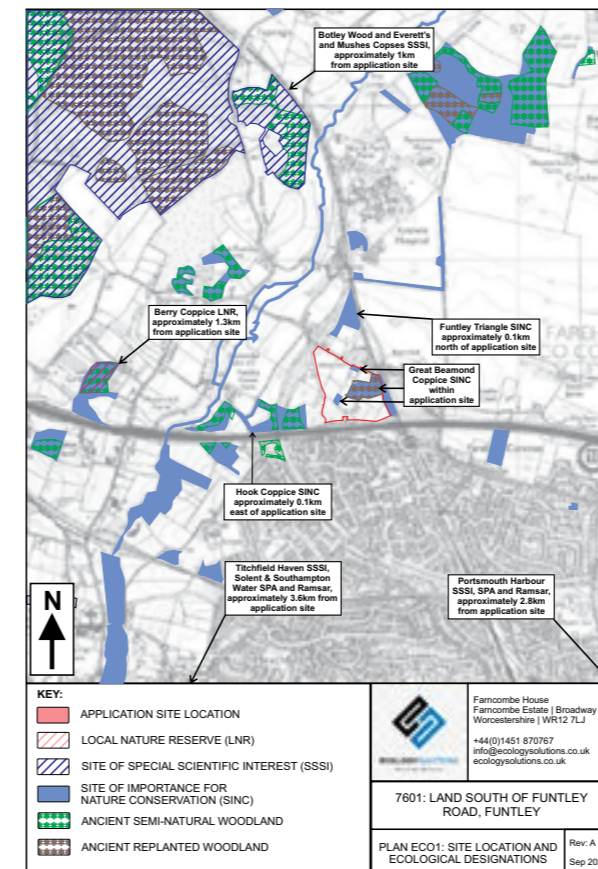 Botley Wood and Everett's
and Mushes Copses SSSI,
approximately 1km
from application site
Berry Coppice LNR,
approximately 1.3km
from application site
Funtley Triangle SINC
approximately 0.1km
north of application site
Great Beamond
Coppice SINC
within
application site
Hook Coppice SINC
approximately 0.1km
east of application site
Titchfield Haven SSSI,
Solent & Southampton
Water SPA and Ramsar,
approximately 3.6km from
application site
Portsmouth Harbour
SSSI, SPA and Ramsar,
approximately 2.8km
from application site
N
KEY:
APPLICATION SITE LOCATION
LOCAL NATURE RESERVE (LNR)
SITE OF SPECIAL SCIENTIFIC INTEREST (SSSI)
SITE OF IMPORTANCE FOR
NATURE CONSERVATION (SINC)
ANCIENT SEMI-NATURAL WOODLAND
ANCIENT REPLANTED WOODLAND
ECOLOGY SOLUTIONS
Farncombe House
Farncombe Estate | Broadway
Worcestershire | WR12 7LJ
+44(0)1451 870767
info@ecologysolutions.co.uk
ecologysolutions.co.uk
7601: LAND SOUTH OF FUNTLEY
ROAD, FUNTLEY
PLAN ECO1: SITE LOCATION AND
ECOLOGICAL DESIGNATIONS
Rev: A
Sep 20